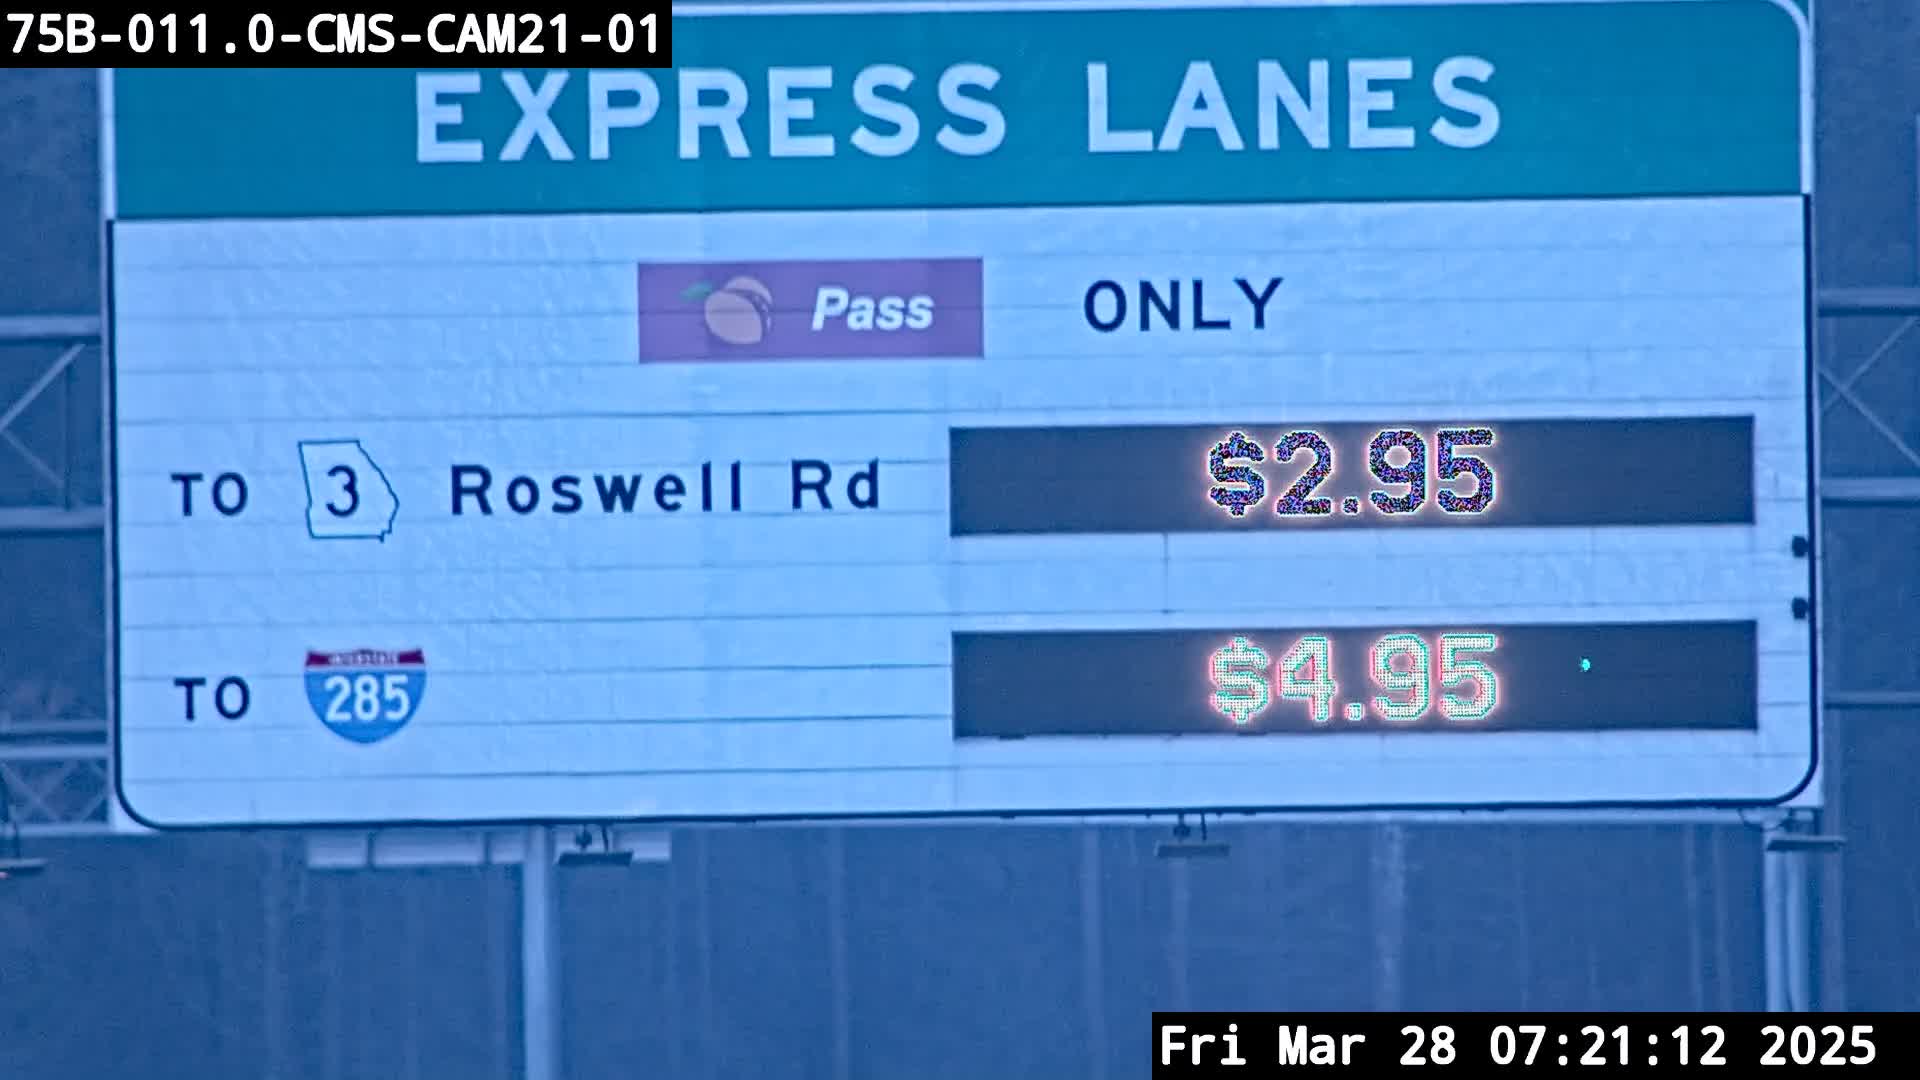 75B-011.0-CMS-CAM21-01
EXPRESS LANES
Pass ONLY
TO 3 Roswell Rd $2.95
TO 285 $4.95
Fri Mar 28 07:21:12 2025